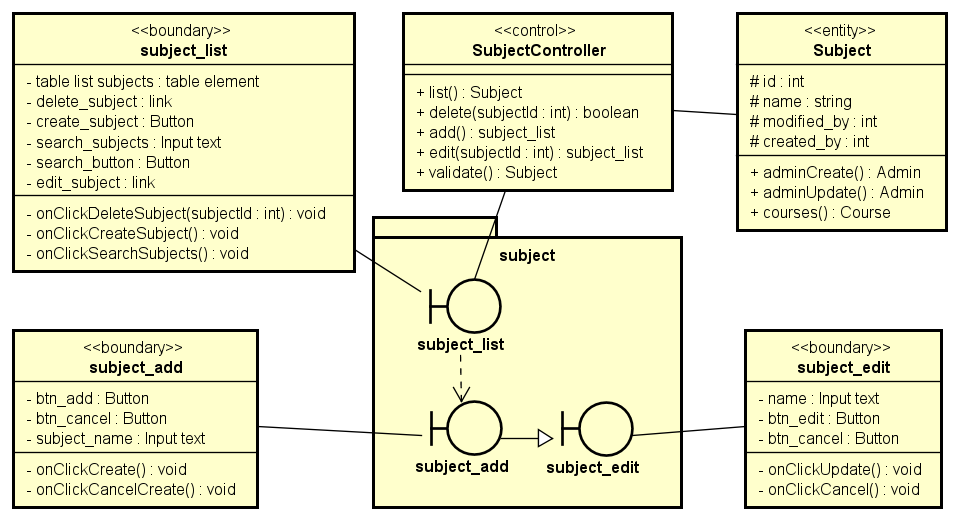 <<boundary>>
subject_list
- table list subjects : table element
- delete_subject : link
- create_subject : Button
- search_subjects : Input text
- search_button : Button
- edit_subject : link
- onClickDeleteSubject(subjectId : int) : void
- onClickCreateSubject() : void
- onClickSearchSubjects() : void
<<control>>
SubjectController
+ list() : Subject
+ delete(subjectId : int) : boolean
+ add() : subject_list
+ edit(subjectId : int) : subject_list
+ validate() : Subject
<<entity>>
Subject
# id : int
# name : string
# modified_by : int
# created_by : int
+ adminCreate() : Admin
+ adminUpdate() : Admin
+ courses() : Course
subject
subject_list
subject_add
subject_edit
<<boundary>>
subject_add
- btn_add : Button
- btn_cancel : Button
- subject_name : Input text
- onClickCreate() : void
- onClickCancelCreate() : void
<<boundary>>
subject_edit
- name : Input text
- btn_edit : Button
- btn_cancel : Button
- onClickUpdate() : void
- onClickCancel() : void